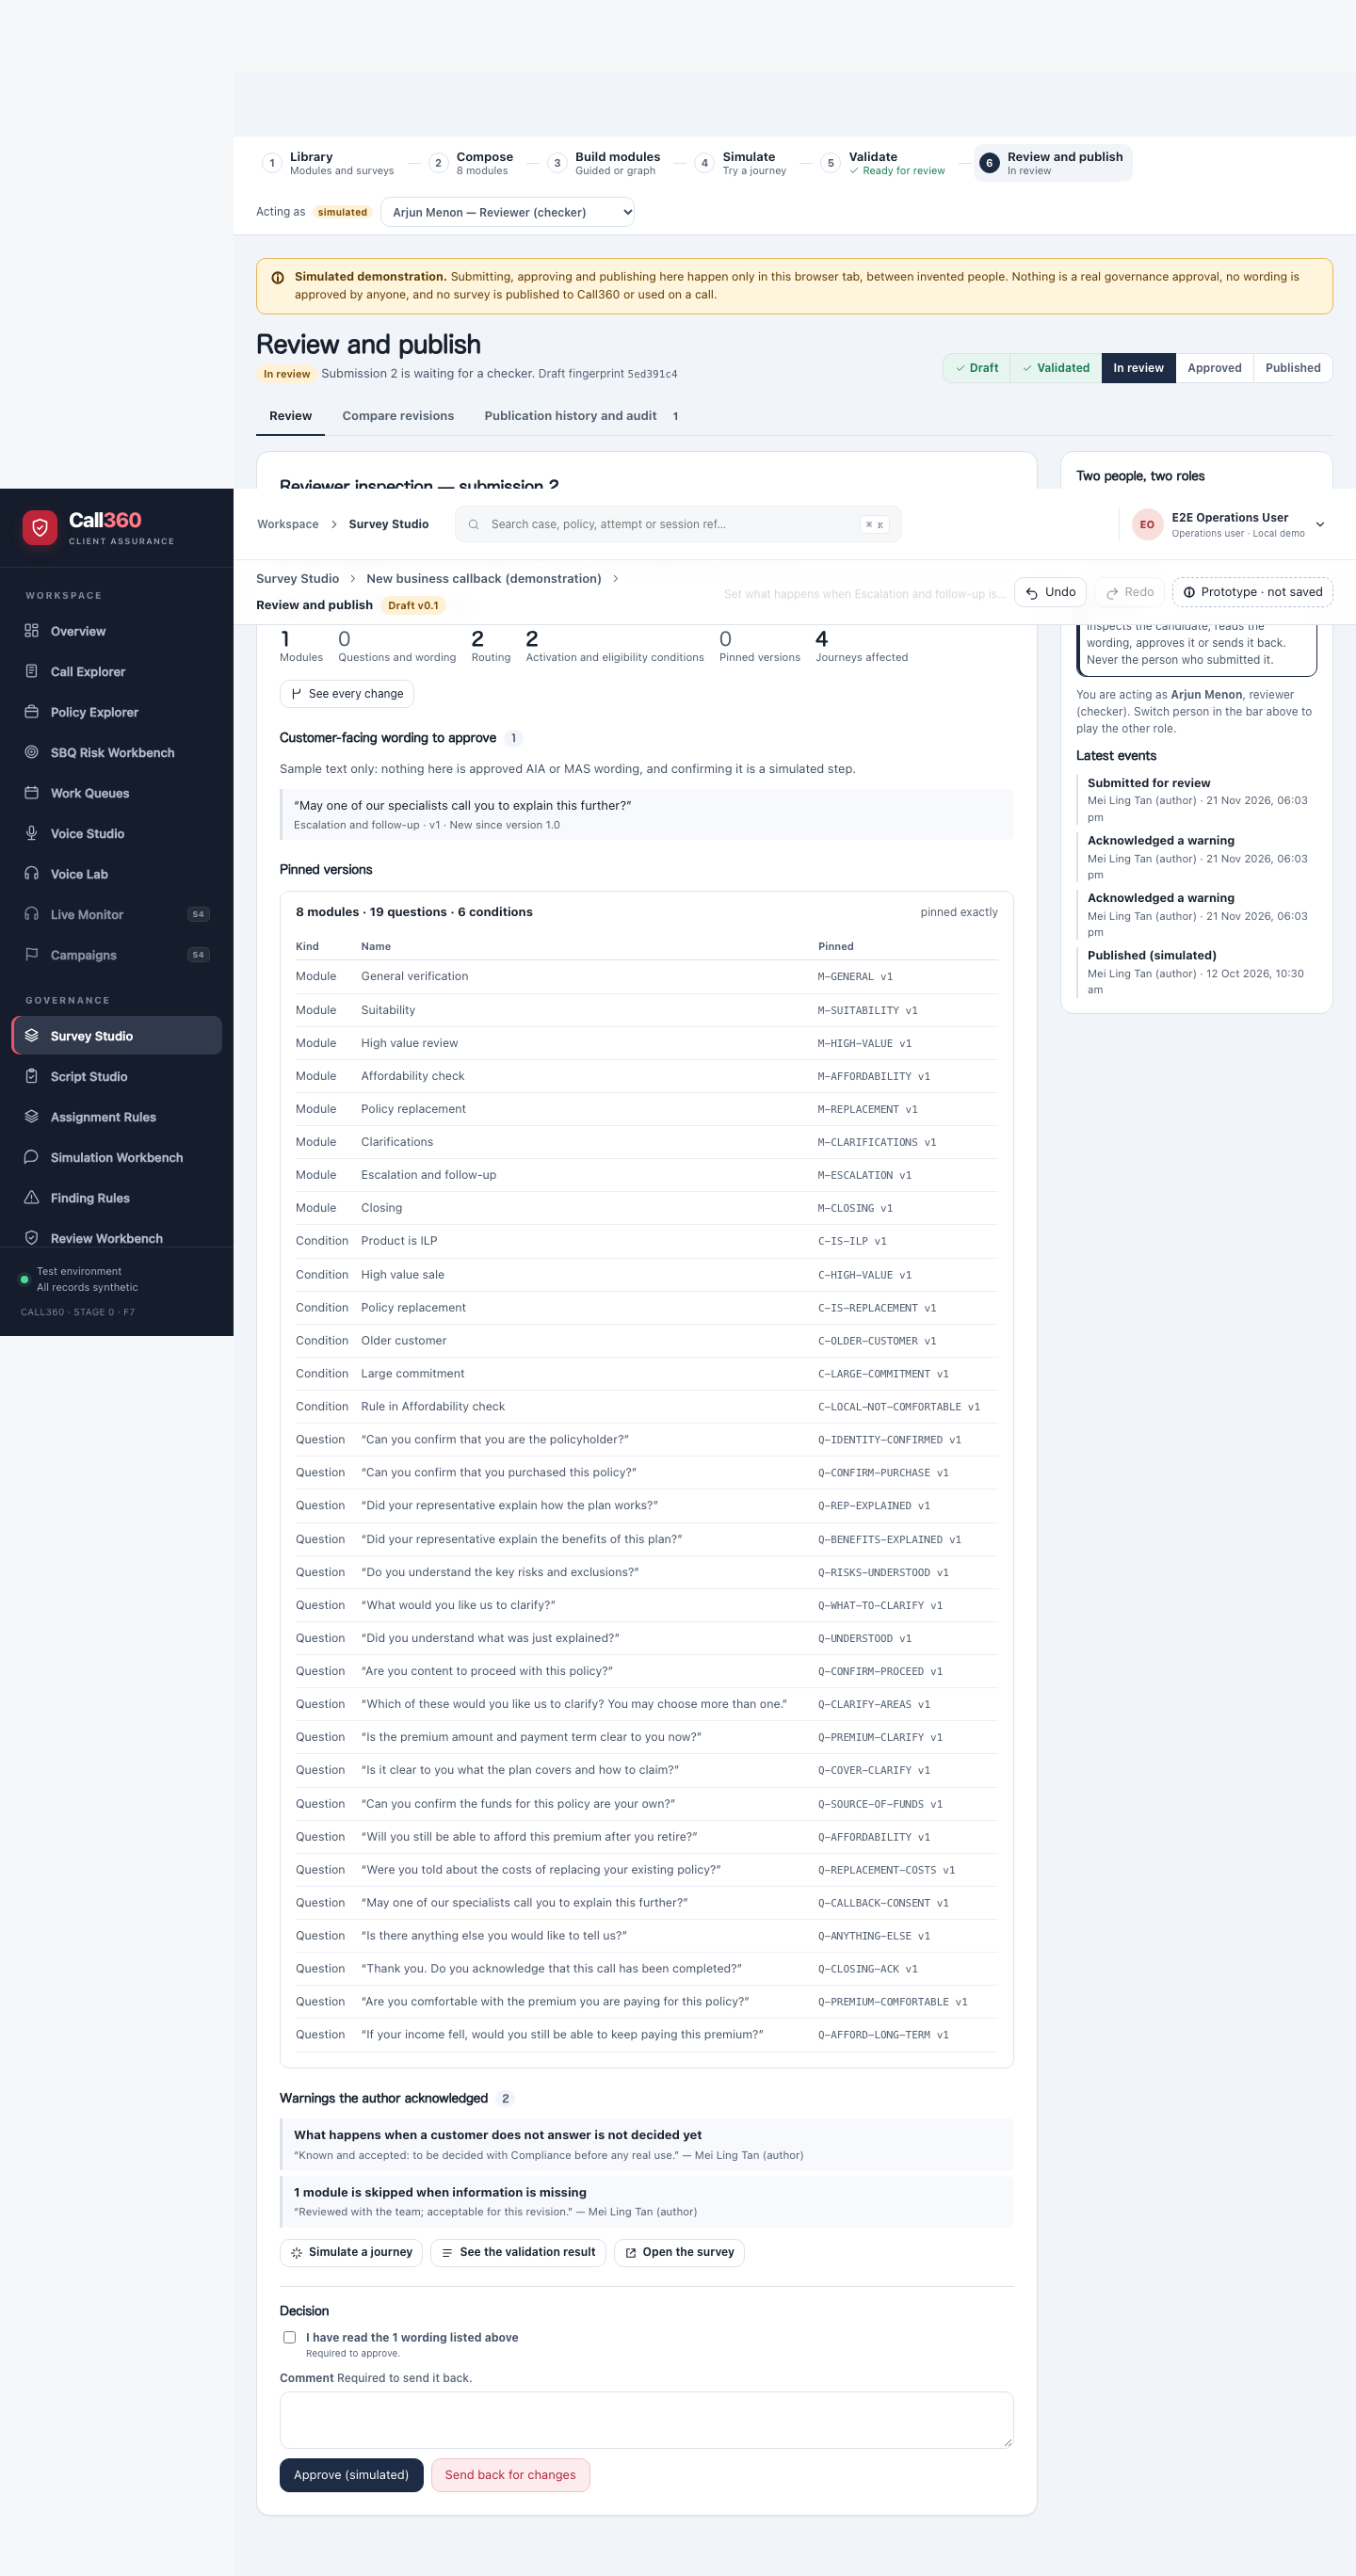 1 Library
Modules and surveys
2 Compose
8 modules
3 Build modules
Guided or graph
4 Simulate
Try a journey
5 Validate
Ready for review
6 Review and publish
In review
Acting as simulated Arjun Menon — Reviewer (checker)
Simulated demonstration. Submitting, approving and publishing here happen only in this browser tab, between invented people. Nothing is a real governance approval, no wording is
approved by anyone, and no survey is published to Call360 or used on a call.
Review and publish
In review Submission 2 is waiting for a checker. Draft fingerprint 5ed391c4
Draft Validated In review Approved Published
Review Compare revisions Publication history and audit 1
Reviewer inspection — submission 2
Two people, two roles
Call360
CLIENT ASSURANCE
Workspace > Survey Studio
Search case, policy, attempt or session ref... ⌘ K
EO E2E Operations User
Operations user · Local demo
Survey Studio > New business callback (demonstration) >
Review and publish Draft v0.1
Set what happens when Escalation and follow-up is...
Undo Redo Prototype · not saved
WORKSPACE
Overview
Call Explorer
Policy Explorer
SBQ Risk Workbench
Work Queues
Voice Studio
Voice Lab
Live Monitor S4
Campaigns S4
GOVERNANCE
Survey Studio
Script Studio
Assignment Rules
Simulation Workbench
Finding Rules
Review Workbench
Test environment
All records synthetic
CALL360 · STAGE 0 · F7
1 Modules
0 Questions and wording
2 Routing
2 Activation and eligibility conditions
0 Pinned versions
4 Journeys affected
See every change
Customer-facing wording to approve 1
Sample text only: nothing here is approved AIA or MAS wording, and confirming it is a simulated step.
“May one of our specialists call you to explain this further?”
Escalation and follow-up · v1 · New since version 1.0
Pinned versions
8 modules · 19 questions · 6 conditions pinned exactly
Kind Name Pinned
Module General verification M-GENERAL v1
Module Suitability M-SUITABILITY v1
Module High value review M-HIGH-VALUE v1
Module Affordability check M-AFFORDABILITY v1
Module Policy replacement M-REPLACEMENT v1
Module Clarifications M-CLARIFICATIONS v1
Module Escalation and follow-up M-ESCALATION v1
Module Closing M-CLOSING v1
Condition Product is ILP C-IS-ILP v1
Condition High value sale C-HIGH-VALUE v1
Condition Policy replacement C-IS-REPLACEMENT v1
Condition Older customer C-OLDER-CUSTOMER v1
Condition Large commitment C-LARGE-COMMITMENT v1
Condition Rule in Affordability check C-LOCAL-NOT-COMFORTABLE v1
Question “Can you confirm that you are the policyholder?” Q-IDENTITY-CONFIRMED v1
Question “Can you confirm that you purchased this policy?” Q-CONFIRM-PURCHASE v1
Question “Did your representative explain how the plan works?” Q-REP-EXPLAINED v1
Question “Did your representative explain the benefits of this plan?” Q-BENEFITS-EXPLAINED v1
Question “Do you understand the key risks and exclusions?” Q-RISKS-UNDERSTOOD v1
Question “What would you like us to clarify?” Q-WHAT-TO-CLARIFY v1
Question “Did you understand what was just explained?” Q-UNDERSTOOD v1
Question “Are you content to proceed with this policy?” Q-CONFIRM-PROCEED v1
Question “Which of these would you like us to clarify? You may choose more than one.” Q-CLARIFY-AREAS v1
Question “Is the premium amount and payment term clear to you now?” Q-PREMIUM-CLARIFY v1
Question “Is it clear to you what the plan covers and how to claim?” Q-COVER-CLARIFY v1
Question “Can you confirm the funds for this policy are your own?” Q-SOURCE-OF-FUNDS v1
Question “Will you still be able to afford this premium after you retire?” Q-AFFORDABILITY v1
Question “Were you told about the costs of replacing your existing policy?” Q-REPLACEMENT-COSTS v1
Question “May one of our specialists call you to explain this further?” Q-CALLBACK-CONSENT v1
Question “Is there anything else you would like to tell us?” Q-ANYTHING-ELSE v1
Question “Thank you. Do you acknowledge that this call has been completed?” Q-CLOSING-ACK v1
Question “Are you comfortable with the premium you are paying for this policy?” Q-PREMIUM-COMFORTABLE v1
Question “If your income fell, would you still be able to keep paying this premium?” Q-AFFORD-LONG-TERM v1
Warnings the author acknowledged 2
What happens when a customer does not answer is not decided yet
“Known and accepted: to be decided with Compliance before any real use.” — Mei Ling Tan (author)
1 module is skipped when information is missing
“Reviewed with the team; acceptable for this revision.” — Mei Ling Tan (author)
Simulate a journey See the validation result Open the survey
Decision
I have read the 1 wording listed above
Required to approve.
Comment Required to send it back.
Approve (simulated) Send back for changes
inspects the candidate, reads the
wording, approves it or sends it back.
Never the person who submitted it.
You are acting as Arjun Menon, reviewer
(checker). Switch person in the bar above to
play the other role.
Latest events
Submitted for review
Mei Ling Tan (author) · 21 Nov 2026, 06:03
pm
Acknowledged a warning
Mei Ling Tan (author) · 21 Nov 2026, 06:03
pm
Acknowledged a warning
Mei Ling Tan (author) · 21 Nov 2026, 06:03
pm
Published (simulated)
Mei Ling Tan (author) · 12 Oct 2026, 10:30
am